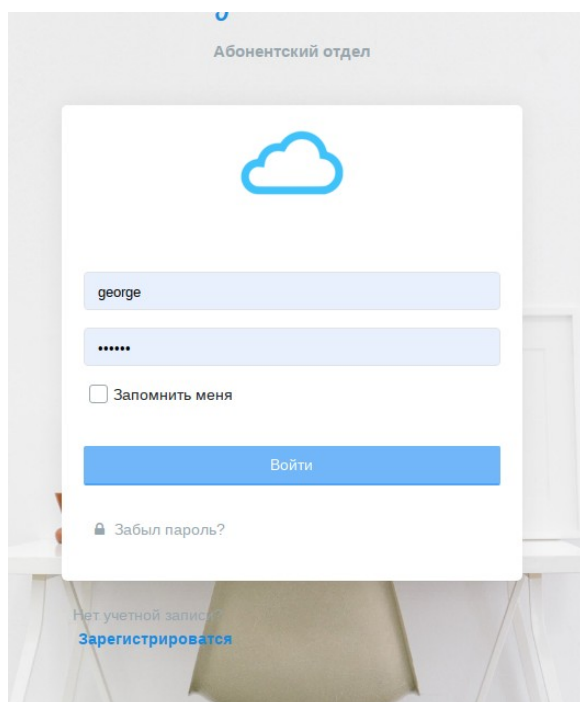 Абонентский отдел
george
••••••
Запомнить меня
Войти
Забыл пароль?
Нет учетной записи?
Зарегистрироватся